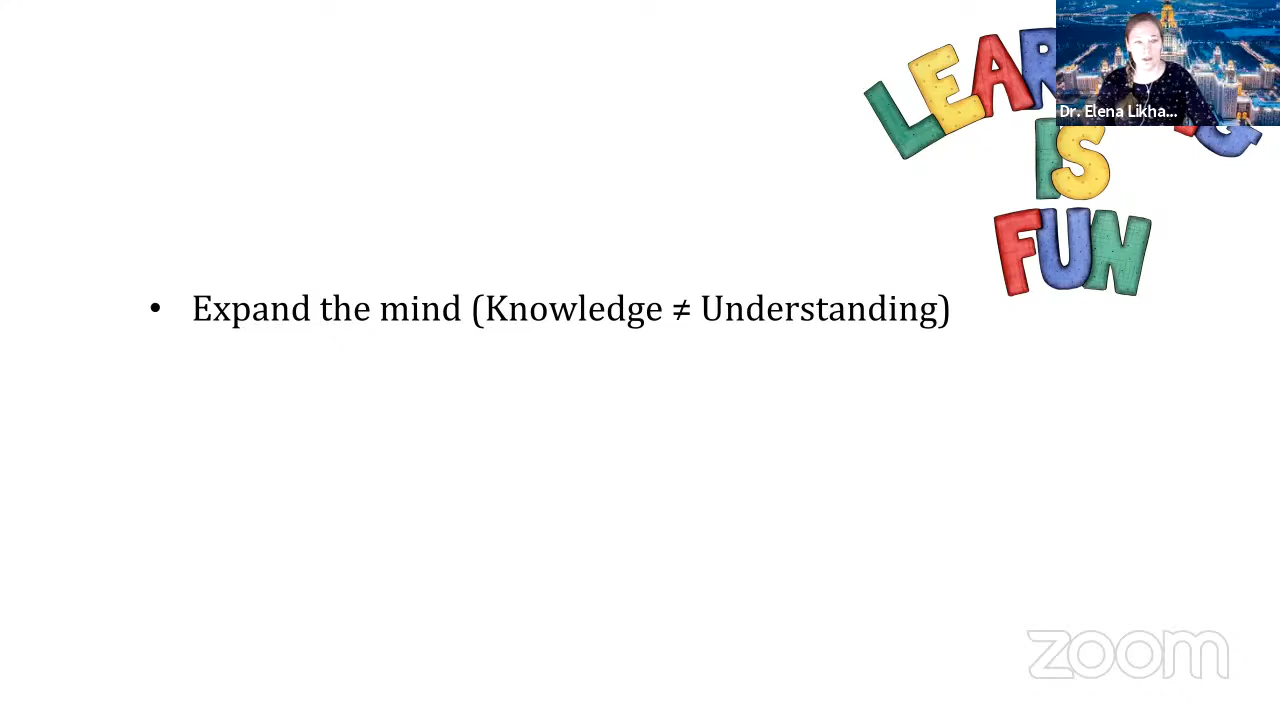 LEAR
G
IS
FUN
Dr. Elena Likha...
• Expand the mind (Knowledge ≠ Understanding)
zoom